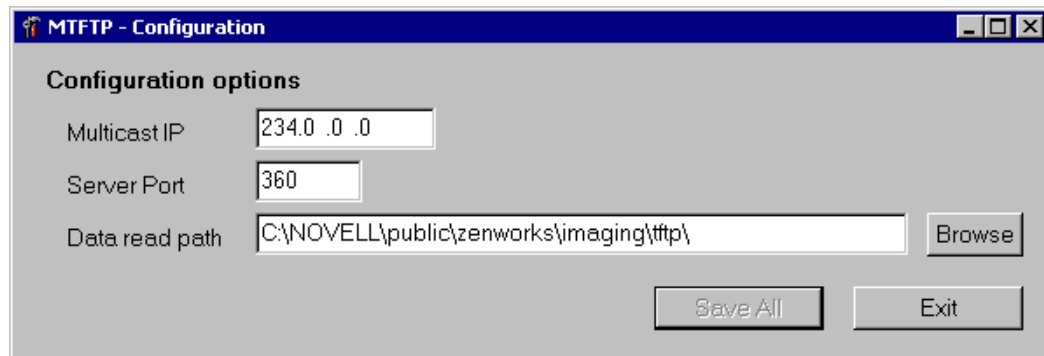 MTFTP - Configuration
Configuration options
Multicast IP 234.0 .0 .0
Server Port 360
Data read path C:\NOVELL\public\zenworks\imaging\tftp\ Browse
Save All Exit